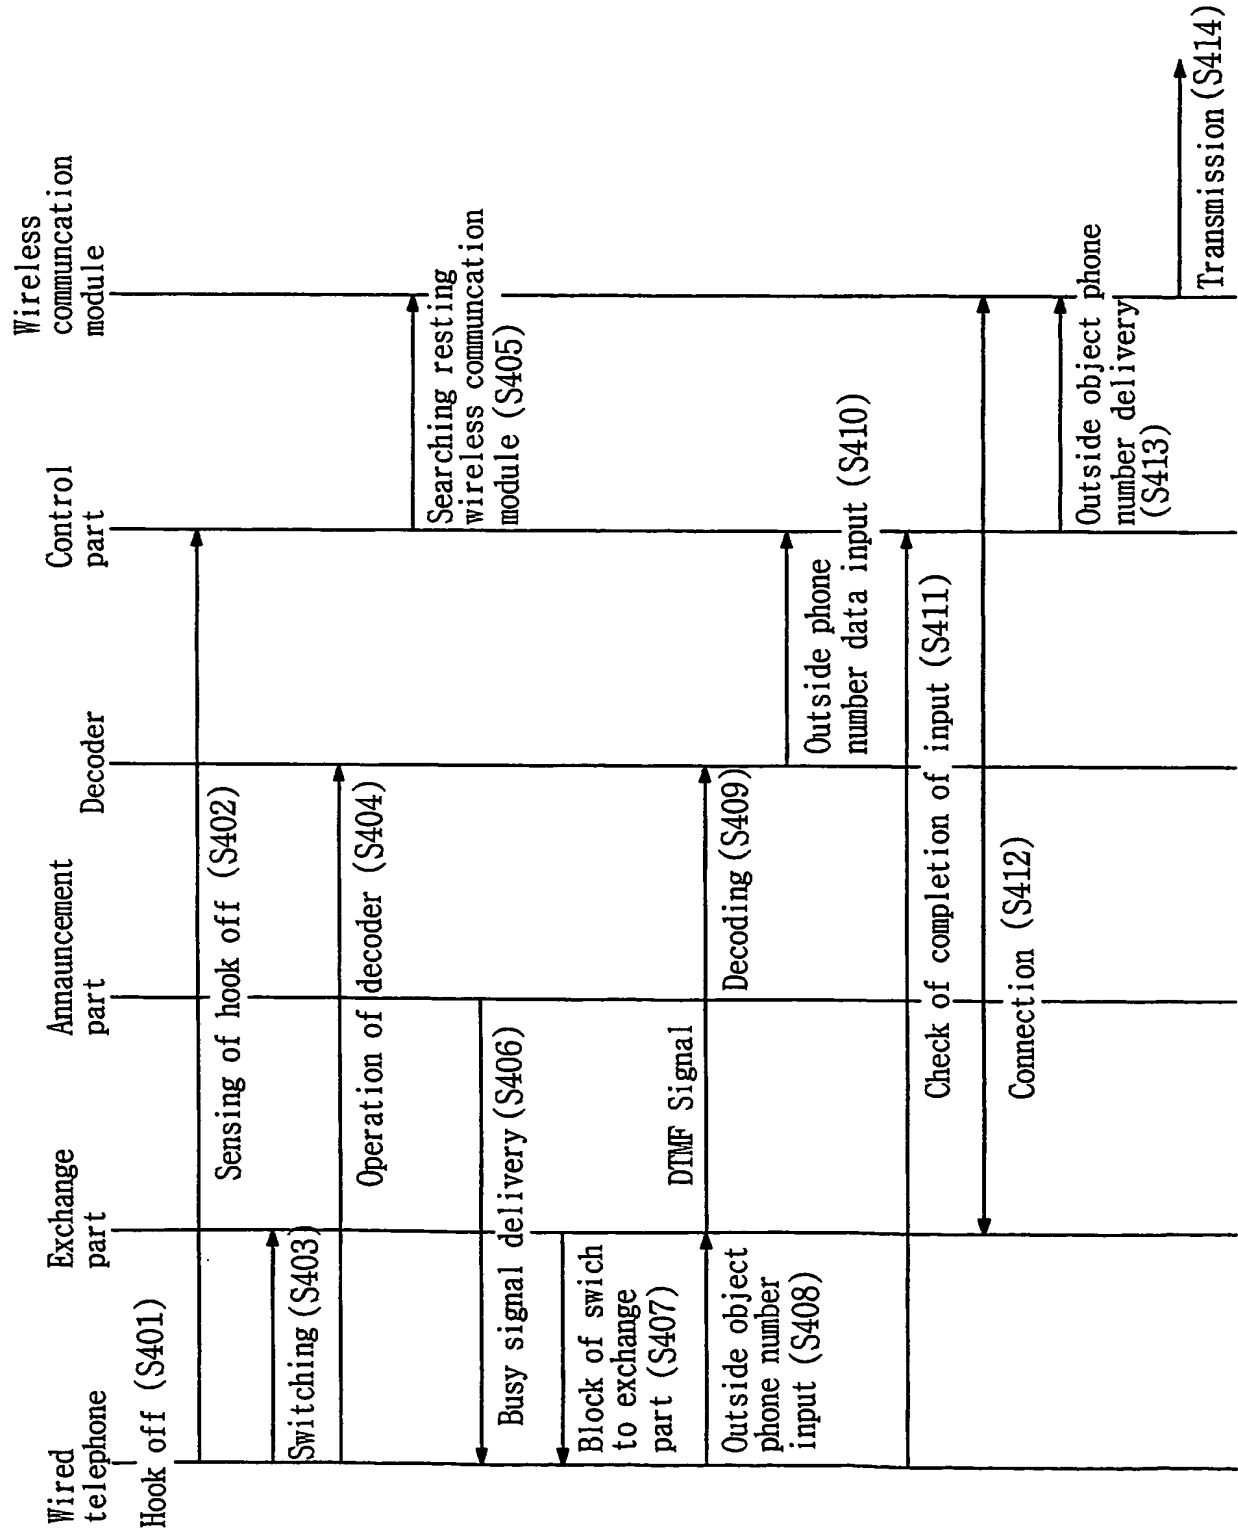 Wired
telephone
Exchange
part
Annauncement
part
Decoder
Control
part
Wireless
communcation
module
Hook off (S401)
Sensing of hook off (S402)
Switching (S403)
Operation of decoder (S404)
Searching resting
wireless communcation
module (S405)
Busy signal delivery (S406)
Block of swich
to exchange
part (S407)
Outside object
phone number
input (S408)
DTMF Signal
Decoding (S409)
Outside phone
number data input (S410)
Check of completion of input (S411)
Connection (S412)
Outside object phone
number delivery
(S413)
Transmission (S414)